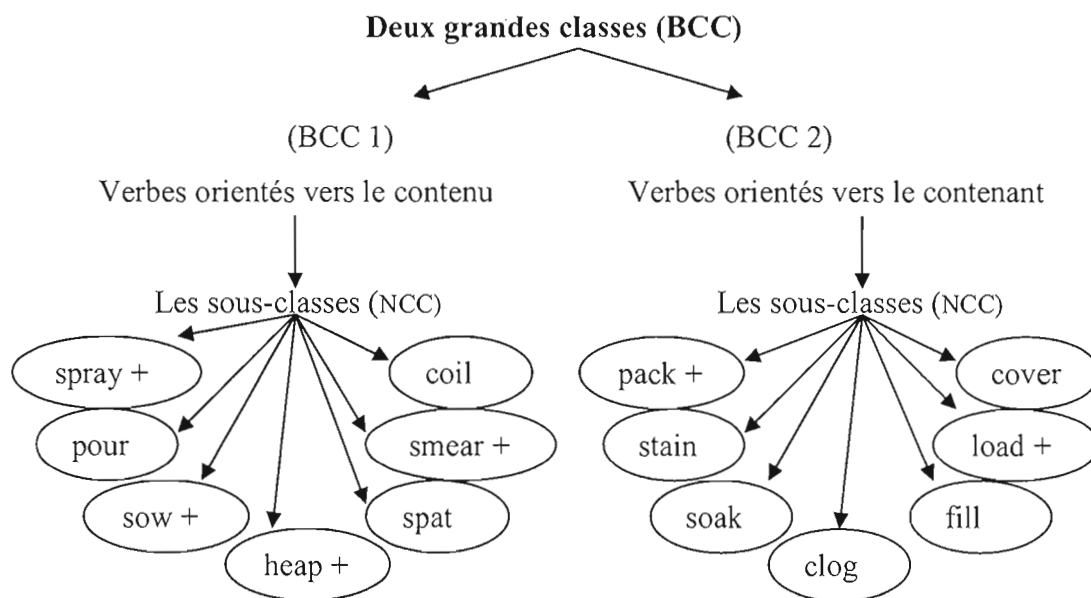 Deux grandes classes (BCC)
(BCC 1) (BCC 2)
Verbes orientés vers le contenu Verbes orientés vers le contenant
Les sous-classes (NCC) Les sous-classes (NCC)
spray + coil pack + cover
pour smear + stain load +
sow + spat soak fill
heap + clog